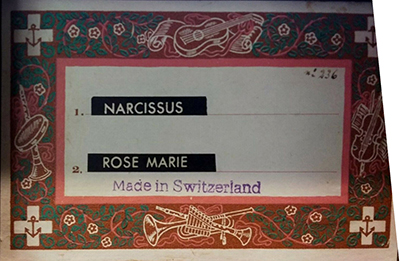 1. NARCISSUS
2. ROSE MARIE
Made in Switzerland